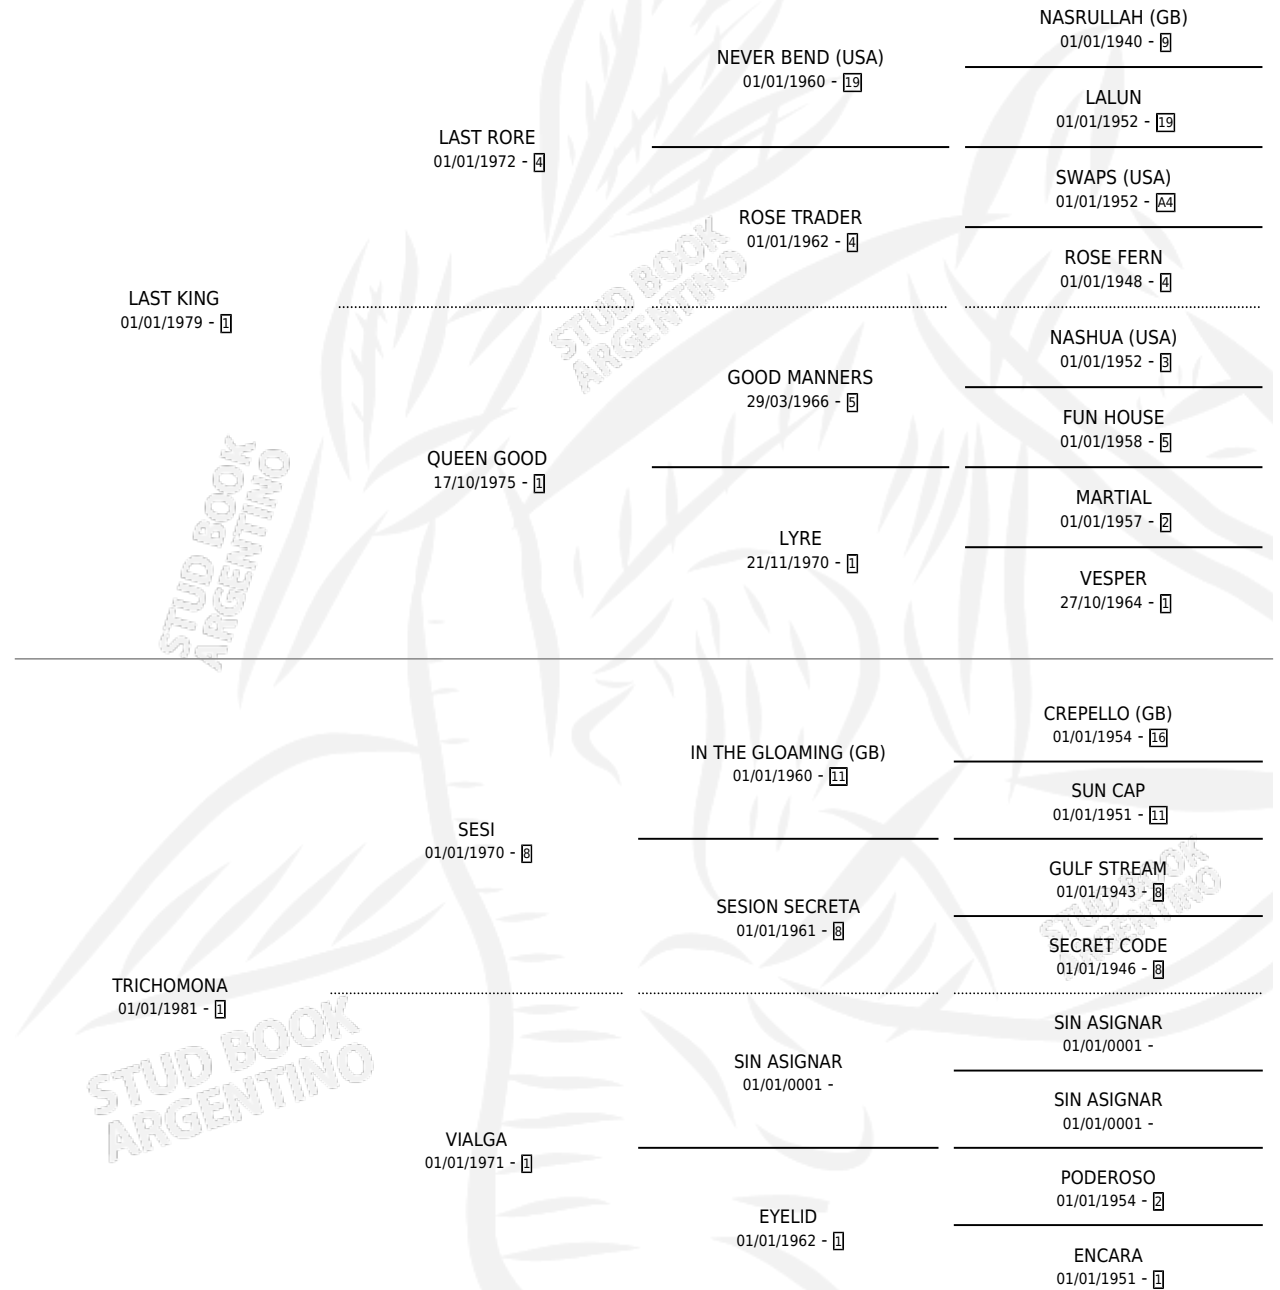 NASRULLAH (GB)
01/01/1940 - 9
NEVER BEND (USA)
01/01/1960 - 19
LALUN
01/01/1952 - 19
LAST RORE
01/01/1972 - 4
SWAPS (USA)
01/01/1952 - A4
ROSE TRADER
01/01/1962 - 4
ROSE FERN
01/01/1948 - 4
LAST KING
01/01/1979 - 1
NASHUA (USA)
01/01/1952 - 3
GOOD MANNERS
29/03/1966 - 5
FUN HOUSE
01/01/1958 - 5
QUEEN GOOD
17/10/1975 - 1
MARTIAL
01/01/1957 - 2
LYRE
21/11/1970 - 1
VESPER
27/10/1964 - 1
CREPELLO (GB)
01/01/1954 - 16
IN THE GLOAMING (GB)
01/01/1960 - 11
SUN CAP
01/01/1951 - 11
SESI
01/01/1970 - 8
GULF STREAM
01/01/1943 - 8
SESION SECRETA
01/01/1961 - 8
SECRET CODE
01/01/1946 - 8
TRICHOMONA
01/01/1981 - 1
SIN ASIGNAR
01/01/0001 -
SIN ASIGNAR
01/01/0001 -
SIN ASIGNAR
01/01/0001 -
VIALGA
01/01/1971 - 1
PODEROSO
01/01/1954 - 2
EYELID
01/01/1962 - 1
ENCARA
01/01/1951 - 1
STUD BOOK
ARGENTINO
STUD BOOK
ARGENTINO
STUD BOOK
ARGENTINO
STUD BOOK
ARGENTINO